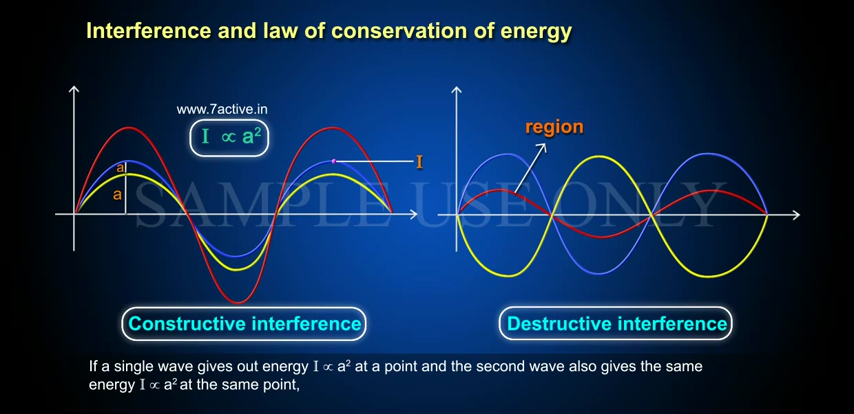 Interference and law of conservation of energy
www.7active.in
I ∝ a²
region
I
a
a
SAMPLE USE ONLY
Constructive interference
Destructive interference
If a single wave gives out energy I ∝ a² at a point and the second wave also gives the same
energy I ∝ a² at the same point,